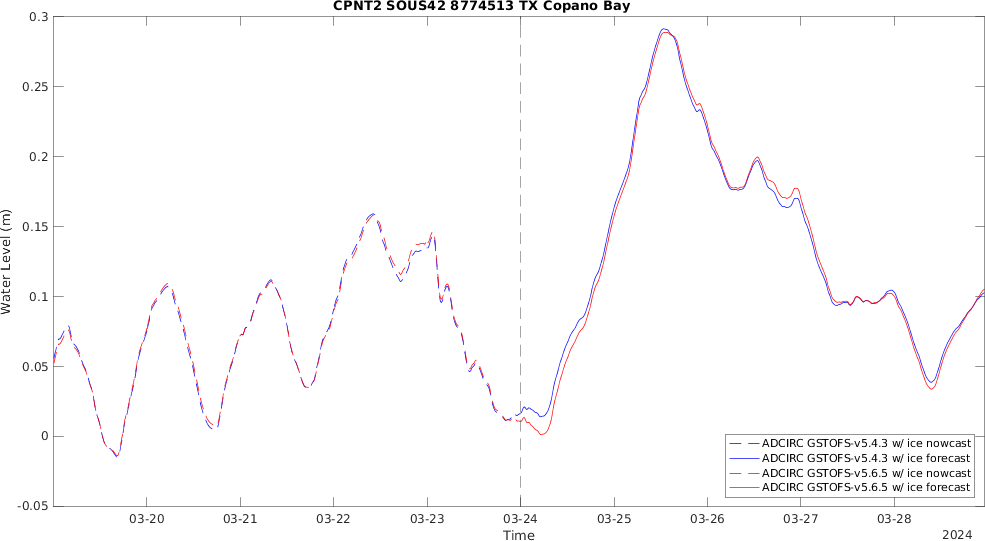 CPNT2 SOUS42 8774513 TX Copano Bay
0.3
0.25
0.2
0.15
0.1
0.05
0
-0.05
Water Level (m)
03-20 03-21 03-22 03-23 03-24 03-25 03-26 03-27 03-28
Time
2024
ADCIRC GSTOFS-v5.4.3 w/ ice nowcast
ADCIRC GSTOFS-v5.4.3 w/ ice forecast
ADCIRC GSTOFS-v5.6.5 w/ ice nowcast
ADCIRC GSTOFS-v5.6.5 w/ ice forecast